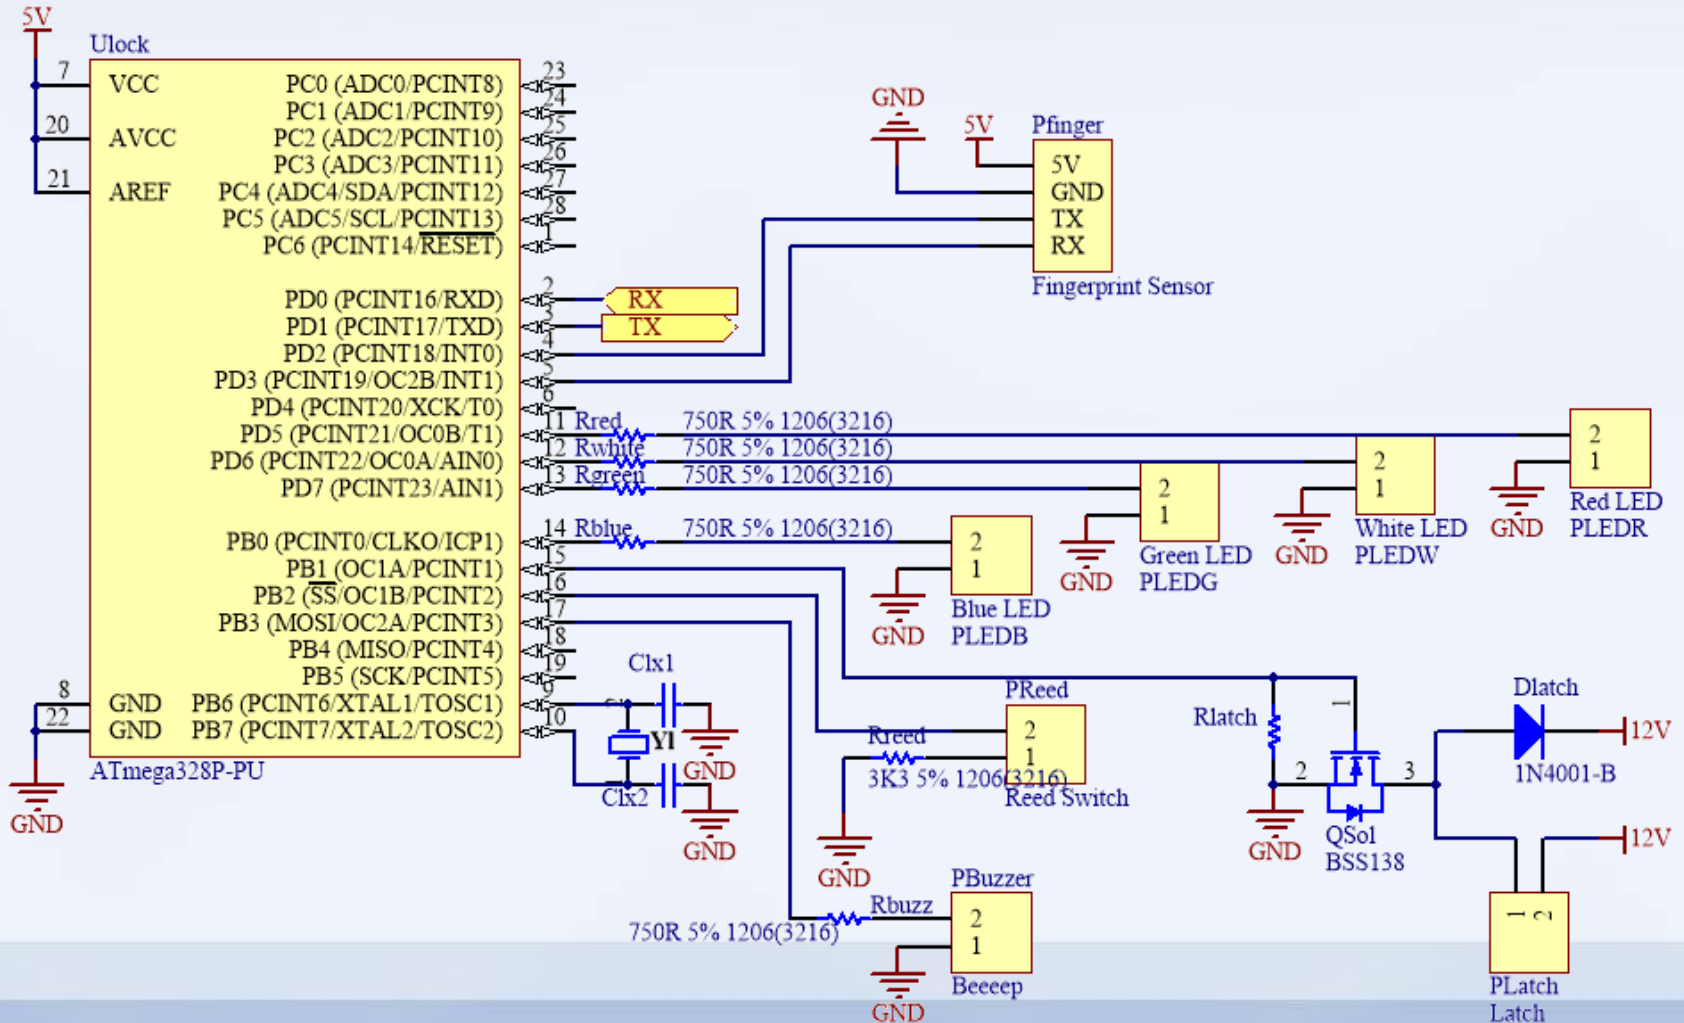 5V
Ulock
7 VCC
20 AVCC
21 AREF
8 GND
22 GND
GND
ATmega328P-PU
PC0 (ADC0/PCINT8) 23
PC1 (ADC1/PCINT9) 24
PC2 (ADC2/PCINT10) 25
PC3 (ADC3/PCINT11) 26
PC4 (ADC4/SDA/PCINT12) 27
PC5 (ADC5/SCL/PCINT13) 28
PC6 (PCINT14/RESET) 1
PD0 (PCINT16/RXD) 2 RX
PD1 (PCINT17/TXD) 3 TX
PD2 (PCINT18/INT0) 4
PD3 (PCINT19/OC2B/INT1) 5
PD4 (PCINT20/XCK/T0) 6
PD5 (PCINT21/OC0B/T1) 11 Rred 750R 5% 1206(3216)
PD6 (PCINT22/OC0A/AIN0) 12 Rwhite 750R 5% 1206(3216)
PD7 (PCINT23/AIN1) 13 Rgreen 750R 5% 1206(3216)
PB0 (PCINT0/CLKO/ICP1) 14 Rblue 750R 5% 1206(3216)
PB1 (OC1A/PCINT1) 15
PB2 (SS/OC1B/PCINT2) 16
PB3 (MOSI/OC2A/PCINT3) 17
PB4 (MISO/PCINT4) 18
PB5 (SCK/PCINT5) 19
PB6 (PCINT6/XTAL1/TOSC1) 9
PB7 (PCINT7/XTAL2/TOSC2) 10
GND
5V
Pfinger
5V
GND
TX
RX
Fingerprint Sensor
2
1
GND
Red LED
PLEDR
2
1
GND
White LED
PLEDW
2
1
GND
Green LED
PLEDG
2
1
GND
Blue LED
PLEDB
Clx1
2
Y1
1
GND
Clx2
GND
PReed
2
1
Rreed
3K3 5% 1206(3216)
Reed Switch
GND
PBuzzer
Rbuzz
2
1
750R 5% 1206(3216)
Beeeep
GND
Rlatch
1
2
3
GND
QSol
BSS138
Dlatch
12V
1N4001-B
12V
1 2
PLatch
Latch